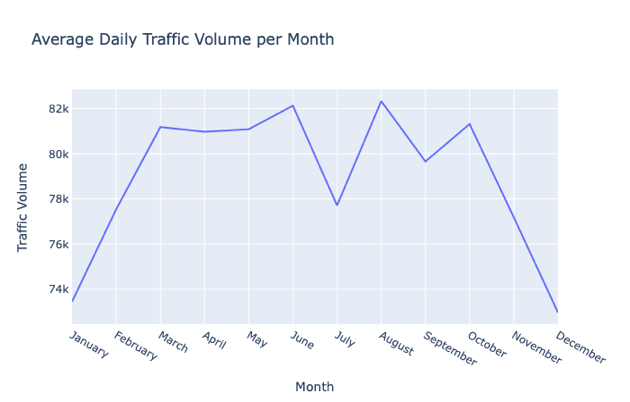 Average Daily Traffic Volume per Month
82k
80k
78k
76k
74k
Traffic Volume
January
February
March
April
May
June
July
August
September
October
November
December
Month